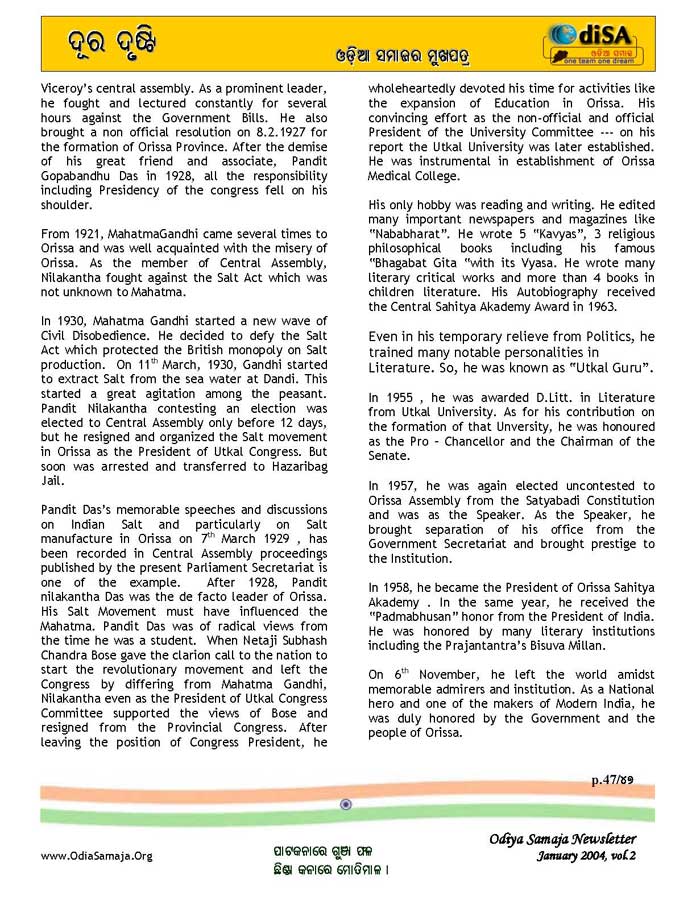 ଦୂର ଦୃଷ୍ଟି
ଓଡ଼ିଆ ସମାଜର ମୁଖପତ୍ର
OdiSA
ଓଡ଼ିଆ ସମାଜ
one team one dream
Viceroy's central assembly. As a prominent leader,
he fought and lectured constantly for several
hours against the Government Bills. He also
brought a non official resolution on 8.2.1927 for
the formation of Orissa Province. After the demise
of his great friend and associate, Pandit
Gopabandhu Das in 1928, all the responsibility
including Presidency of the congress fell on his
shoulder.
From 1921, MahatmaGandhi came several times to
Orissa and was well acquainted with the misery of
Orissa. As the member of Central Assembly,
Nilakantha fought against the Salt Act which was
not unknown to Mahatma.
In 1930, Mahatma Gandhi started a new wave of
Civil Disobedience. He decided to defy the Salt
Act which protected the British monopoly on Salt
production. On 11th March, 1930, Gandhi started
to extract Salt from the sea water at Dandi. This
started a great agitation among the peasant.
Pandit Nilakantha contesting an election was
elected to Central Assembly only before 12 days,
but he resigned and organized the Salt movement
in Orissa as the President of Utkal Congress. But
soon was arrested and transferred to Hazaribag
Jail.
Pandit Das's memorable speeches and discussions
on Indian Salt and particularly on Salt
manufacture in Orissa on 7th March 1929 , has
been recorded in Central Assembly proceedings
published by the present Parliament Secretariat is
one of the example. After 1928, Pandit
nilakantha Das was the de facto leader of Orissa.
His Salt Movement must have influenced the
Mahatma. Pandit Das was of radical views from
the time he was a student. When Netaji Subhash
Chandra Bose gave the clarion call to the nation to
start the revolutionary movement and left the
Congress by differing from Mahatma Gandhi,
Nilakantha even as the President of Utkal Congress
Committee supported the views of Bose and
resigned from the Provincial Congress. After
leaving the position of Congress President, he
wholeheartedly devoted his time for activities like
the expansion of Education in Orissa. His
convincing effort as the non-official and official
President of the University Committee --- on his
report the Utkal University was later established.
He was instrumental in establishment of Orissa
Medical College.
His only hobby was reading and writing. He edited
many important newspapers and magazines like
“Nababharat”. He wrote 5 “Kavyas”, 3 religious
philosophical books including his famous
“Bhagabat Gita “with its Vyasa. He wrote many
literary critical works and more than 4 books in
children literature. His Autobiography received
the Central Sahitya Akademy Award in 1963.
Even in his temporary relieve from Politics, he
trained many notable personalities in
Literature. So, he was known as “Utkal Guru”.
In 1955 , he was awarded D.Litt. in Literature
from Utkal University. As for his contribution on
the formation of that Unversity, he was honoured
as the Pro – Chancellor and the Chairman of the
Senate.
In 1957, he was again elected uncontested to
Orissa Assembly from the Satyabadi Constitution
and was as the Speaker. As the Speaker, he
brought separation of his office from the
Government Secretariat and brought prestige to
the Institution.
In 1958, he became the President of Orissa Sahitya
Akademy . In the same year, he received the
“Padmabhusan” honor from the President of India.
He was honored by many literary institutions
including the Prajantantra's Bisuva Millan.
On 6th November, he left the world amidst
memorable admirers and institution. As a National
hero and one of the makers of Modern India, he
was duly honored by the Government and the
people of Orissa.
p.47/୪୭
www.OdiaSamaja.Org
ପାଟକନାରେ ଗୁଞ୍ଜା ଫଳ
ଛିଣ୍ଡା କନାରେ ମୋତିମାଳ ।
Odiya Samaja Newsletter
January 2004, vol.2